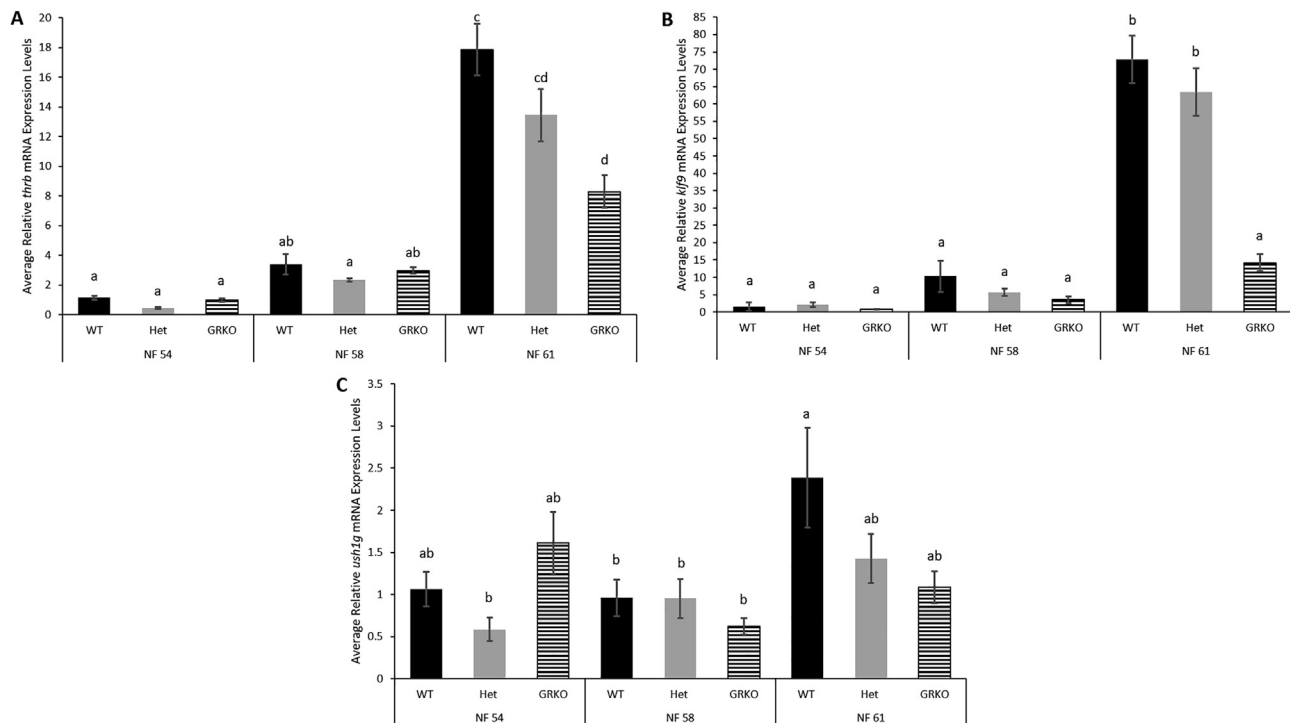 A
Average Relative thrb mRNA Expression Levels
20
18
16
14
12
10
8
6
4
2
0
a
a
a
ab
a
ab
c
cd
d
WT
Het
GRKO
WT
Het
GRKO
WT
Het
GRKO
NF 54
NF 58
NF 61
B
Average Relative klf9 mRNA Expression Levels
85
80
75
70
65
60
55
50
45
40
35
30
25
20
15
10
5
0
a
a
a
a
a
a
b
b
a
WT
Het
GRKO
WT
Het
GRKO
WT
Het
GRKO
NF 54
NF 58
NF 61
C
Average Relative ush1g mRNA Expression Levels
3.5
3
2.5
2
1.5
1
0.5
0
ab
b
ab
b
b
b
a
ab
ab
WT
Het
GRKO
WT
Het
GRKO
WT
Het
GRKO
NF 54
NF 58
NF 61